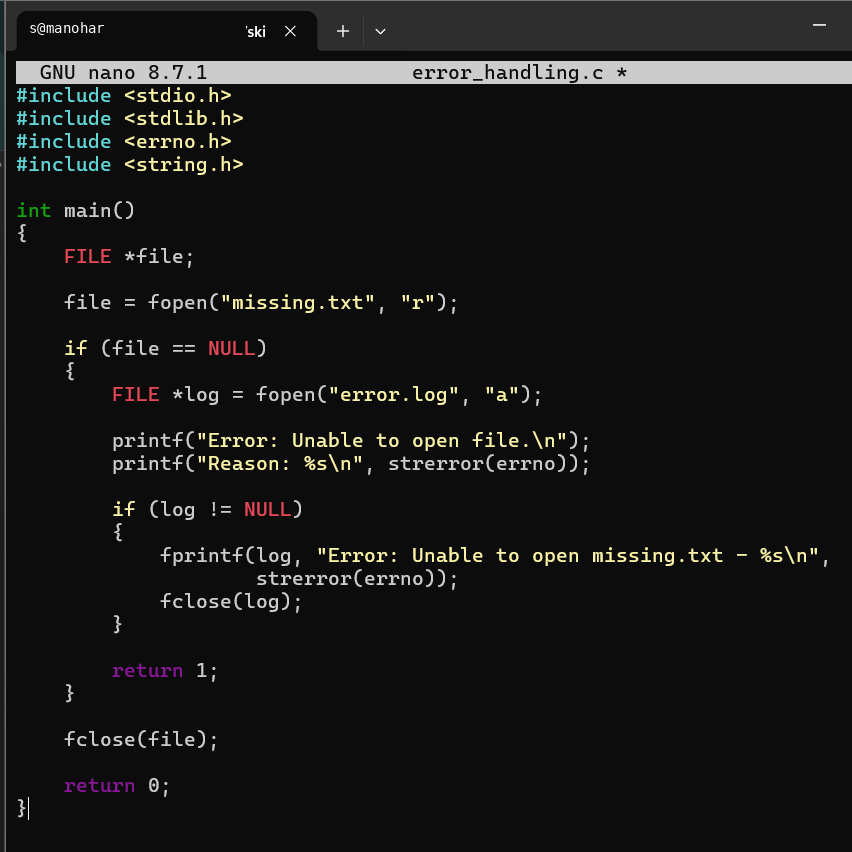 s@manohar
'ski
GNU nano 8.7.1 error_handling.c *
#include <stdio.h>
#include <stdlib.h>
#include <errno.h>
#include <string.h>

int main()
{
    FILE *file;

    file = fopen("missing.txt", "r");

    if (file == NULL)
    {
        FILE *log = fopen("error.log", "a");

        printf("Error: Unable to open file.\n");
        printf("Reason: %s\n", strerror(errno));

        if (log != NULL)
        {
            fprintf(log, "Error: Unable to open missing.txt - %s\n",
                    strerror(errno));
            fclose(log);
        }

        return 1;
    }

    fclose(file);

    return 0;
}